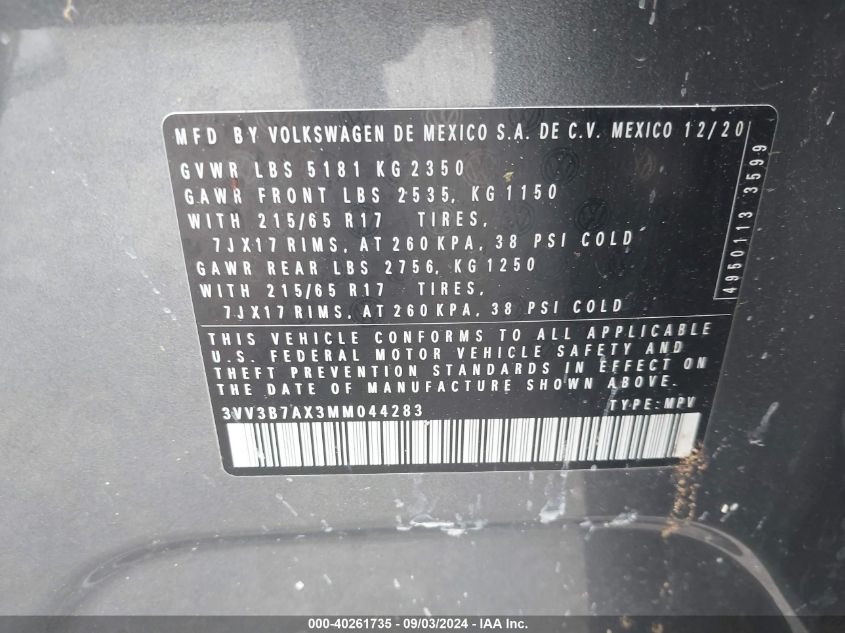 MFD BY VOLKSWAGEN DE MEXICO S.A. DE C.V. MEXICO 12/20
GVWR LBS 5181 KG 2350
GAWR FRONT LBS 2535, KG 1150
WITH 215/65 R17 TIRES,
7JX17 RIMS, AT 260 KPA, 38 PSI COLD
GAWR REAR LBS 2756, KG 1250
WITH 215/65 R17 TIRES,
7JX17 RIMS, AT 260 KPA, 38 PSI COLD
4950113 3599
THIS VEHICLE CONFORMS TO ALL APPLICABLE
U.S. FEDERAL MOTOR VEHICLE SAFETY AND
THEFT PREVENTION STANDARDS IN EFFECT ON
THE DATE OF MANUFACTURE SHOWN ABOVE.
3VV3B7AX3MM044283 TYPE: MPV
000-40261735 - 09/03/2024 - IAA Inc.